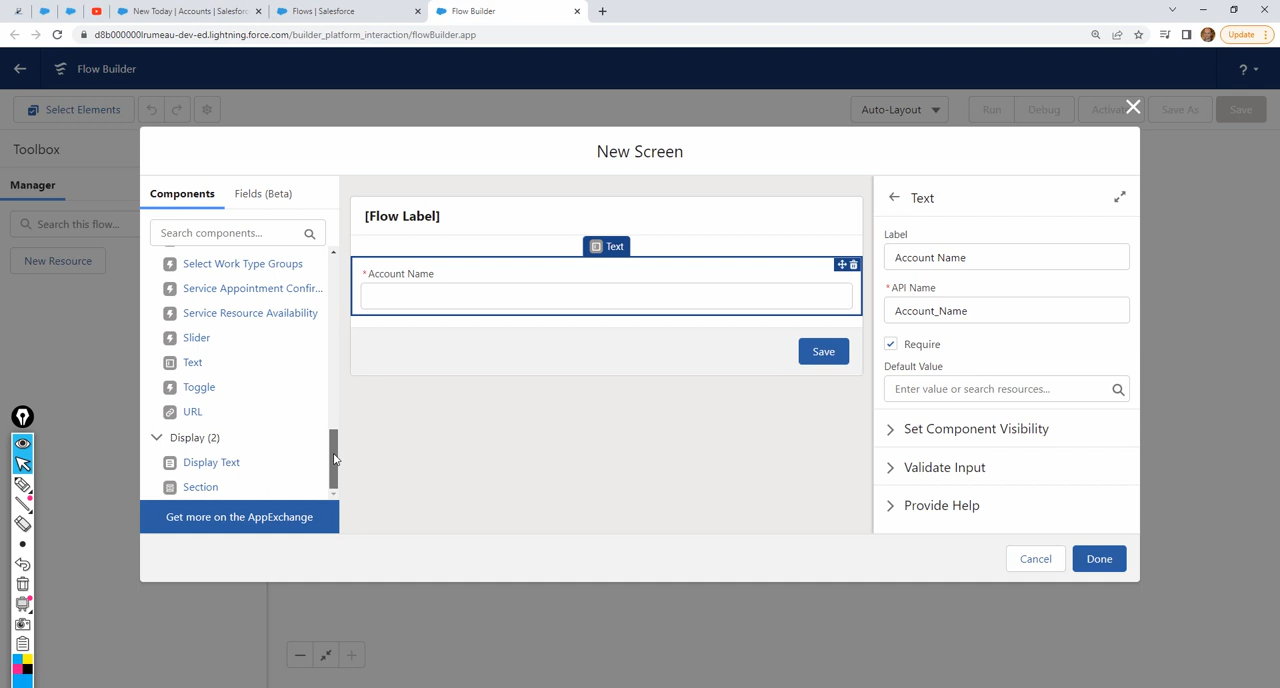 New Today | Accounts | Salesforc
Flows | Salesforce
Flow Builder
d8b000000lrumeau-dev-ed.lightning.force.com/builder_platform_interaction/flowBuilder.app
Update
Flow Builder
?
Select Elements
Auto-Layout
Run
Debug
Activat
Save As
Save
Toolbox
Manager
Search this flow...
New Resource
New Screen
Components
Fields (Beta)
Search components...
Select Work Type Groups
Service Appointment Confir...
Service Resource Availability
Slider
Text
Toggle
URL
Display (2)
Display Text
Section
Get more on the AppExchange
[Flow Label]
Text
* Account Name
Save
Text
Label
Account Name
* API Name
Account_Name
Require
Default Value
Enter value or search resources...
Set Component Visibility
Validate Input
Provide Help
Cancel
Done